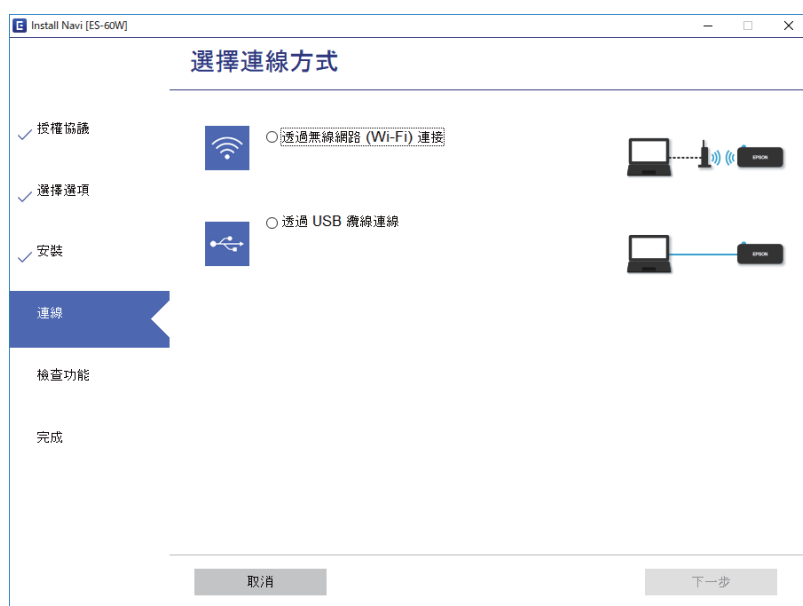 Install Navi [ES-60W]
選擇連線方式
授權協議
選擇選項
安裝
連線
檢查功能
完成
透過無線網路 (Wi-Fi) 連接
EPSON
透過 USB 纜線連線
EPSON
取消
下一步